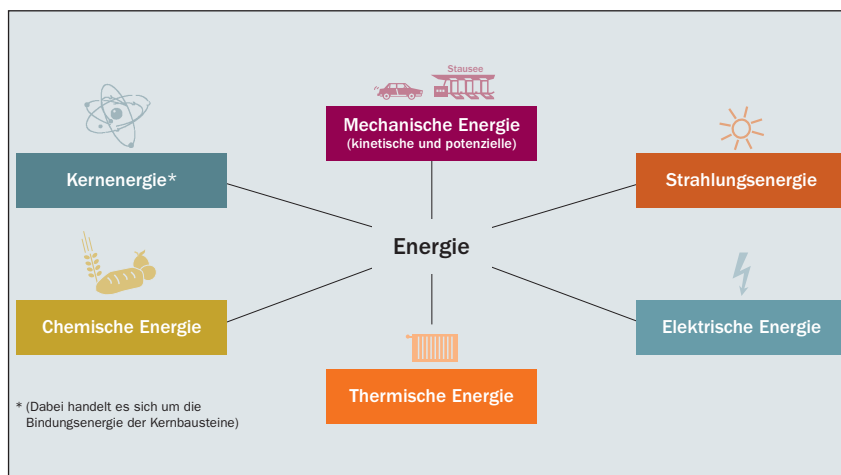 Stausee
Mechanische Energie
(kinetische und potenzielle)
Kernenergie*
Strahlungsenergie
Energie
Chemische Energie
Elektrische Energie
Thermische Energie
* (Dabei handelt es sich um die
Bindungsenergie der Kernbausteine)